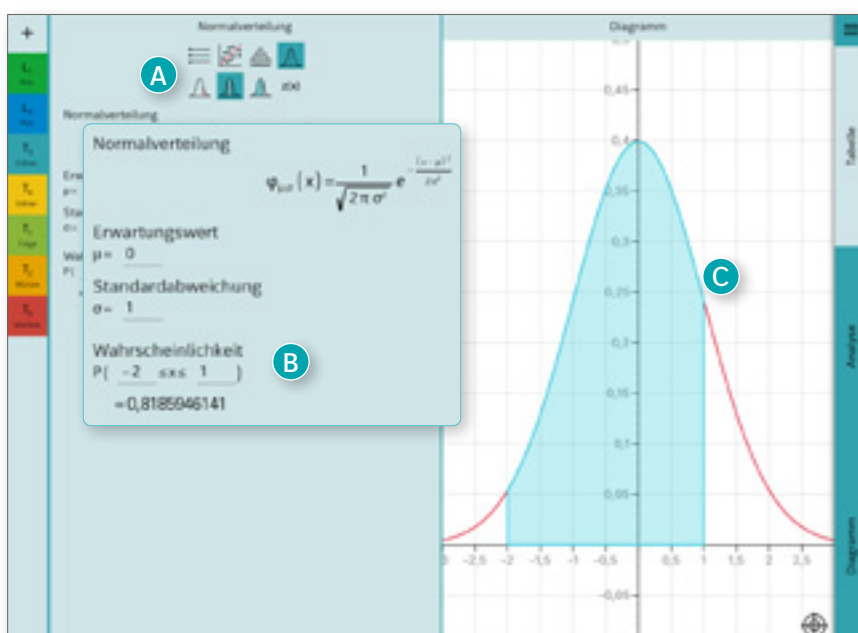 Normalverteilung
A
z(x)
Normalverteilung
Normalverteilung
φpdf(x)=1/√(2πσ²) e^(-(x-μ)²/2σ²)
Erwartungswert
μ= 0
Standardabweichung
σ= 1
Wahrscheinlichkeit
P( -2 ≤x≤ 1 )
=0,8185946141
B
Diagramm
0,45
0,4
0,35
0,3
0,25
0,2
0,15
0,1
0,05
-0,05
-2,5 -2 -1,5 -1 -0,5 0,5 1 1,5 2 2,5
C
Tabelle
Analyse
Diagramm